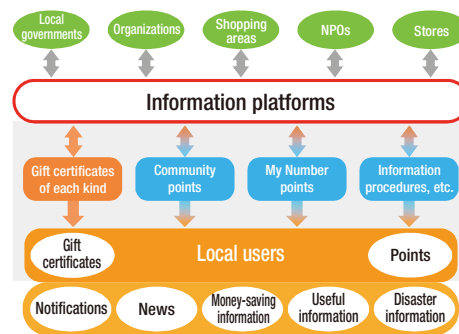 Local
governments
Organizations
Shopping
areas
NPOs
Stores
Information platforms
Gift certificates
of each kind
Community
points
My Number
points
Information
procedures, etc.
Gift
certificates
Local users
Points
Notifications
News
Money-saving
information
Useful
information
Disaster
information